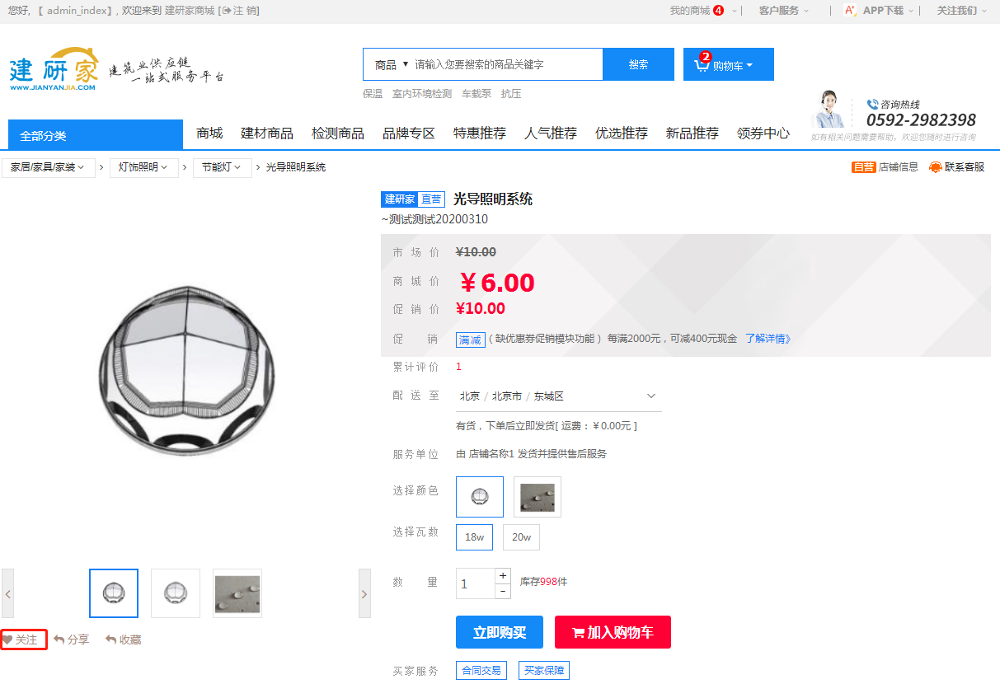 您好, 【 admin_index】, 欢迎来到 建研家商城 [注 销] 我的商城 4 客户服务 APP下载 关注我们
建研家 建筑业供应链
一站式服务平台
WWW.JIANYANJIA.COM
商品 ▼ 请输入您要搜索的商品关键字 搜索 2 购物车
保温 室内环境检测 车载泵 抗压
咨询热线
0592-2982398
如有相关问题需要帮助，欢迎您随时进行咨询
全部分类 商城 建材商品 检测商品 品牌专区 特惠推荐 人气推荐 优选推荐 新品推荐 领券中心
家居/家具/家装 > 灯饰照明 > 节能灯 > 光导照明系统 自营 店铺信息 联系客服
建研家 直营 光导照明系统
~测试测试20200310
市 场 价 ¥10.00
商 城 价 ￥6.00
促 销 价 ¥10.00
促 销 满减 ( 缺优惠券促销模块功能 ) 每满2000元，可减400元现金 了解详情》
累计评价 1
配 送 至 北京 / 北京市 / 东城区
有货，下单后立即发货[ 运费：￥0.00元 ]
服务单位 由 店铺名称1 发货并提供售后服务
选择颜色
选择瓦数 18w 20w
数 量 1 + - 库存998件
立即购买 加入购物车
关注 分享 收藏
买家服务 合同交易 买家保障